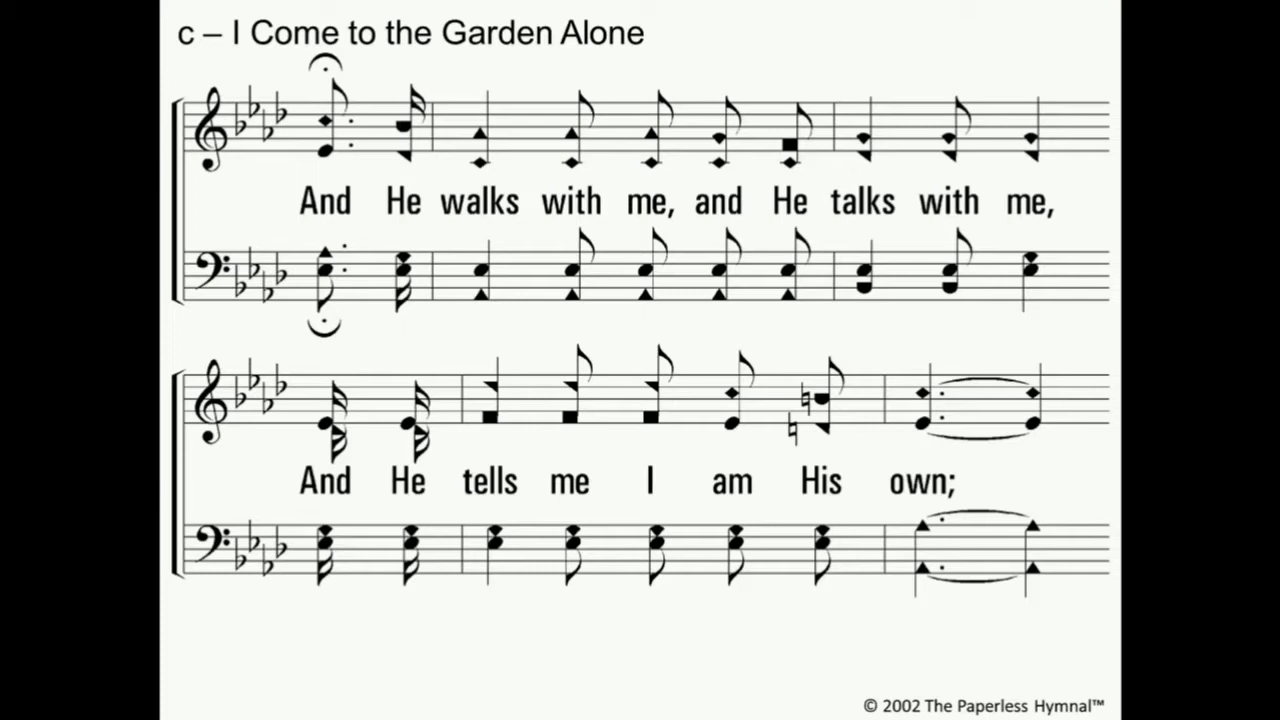 c – I Come to the Garden Alone
And He walks with me, and He talks with me,
And He tells me I am His own;
© 2002 The Paperless Hymnal™